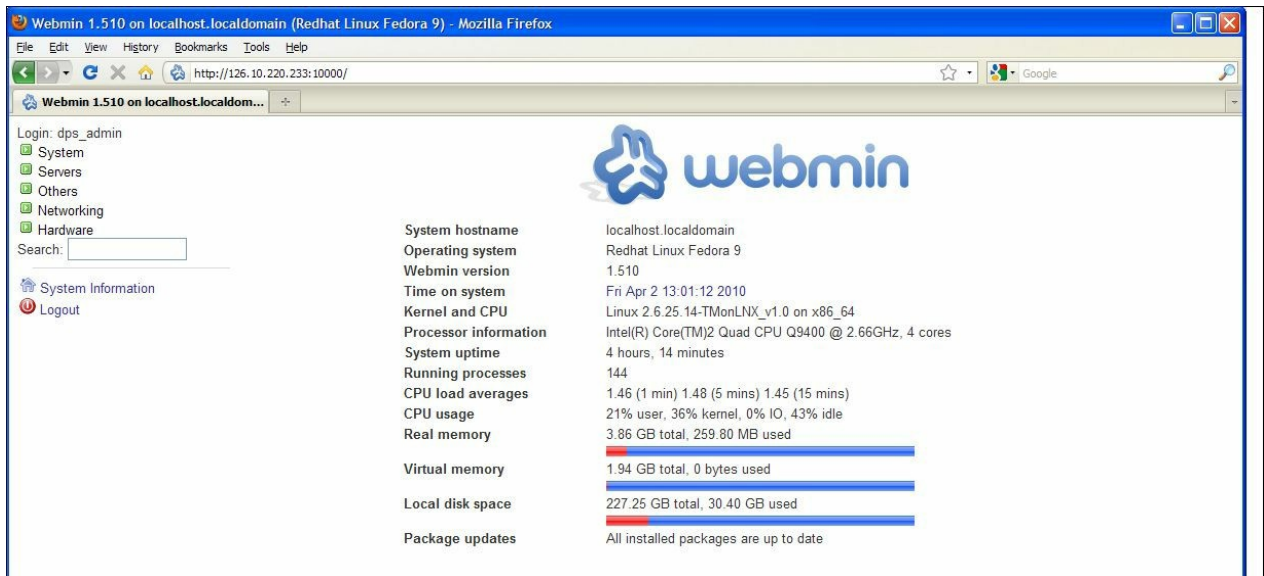 Webmin 1.510 on localhost.localdomain (Redhat Linux Fedora 9) - Mozilla Firefox
File Edit View History Bookmarks Tools Help
http://126.10.220.233:10000/
Google
Webmin 1.510 on localhost.localdom...
Login: dps_admin
System
Servers
Others
Networking
Hardware
Search:
System Information
Logout
webmin
System hostname localhost.localdomain
Operating system Redhat Linux Fedora 9
Webmin version 1.510
Time on system Fri Apr 2 13:01:12 2010
Kernel and CPU Linux 2.6.25.14-TMonLNX_v1.0 on x86_64
Processor information Intel(R) Core(TM)2 Quad CPU Q9400 @ 2.66GHz, 4 cores
System uptime 4 hours, 14 minutes
Running processes 144
CPU load averages 1.46 (1 min) 1.48 (5 mins) 1.45 (15 mins)
CPU usage 21% user, 36% kernel, 0% IO, 43% idle
Real memory 3.86 GB total, 259.80 MB used
Virtual memory 1.94 GB total, 0 bytes used
Local disk space 227.25 GB total, 30.40 GB used
Package updates All installed packages are up to date